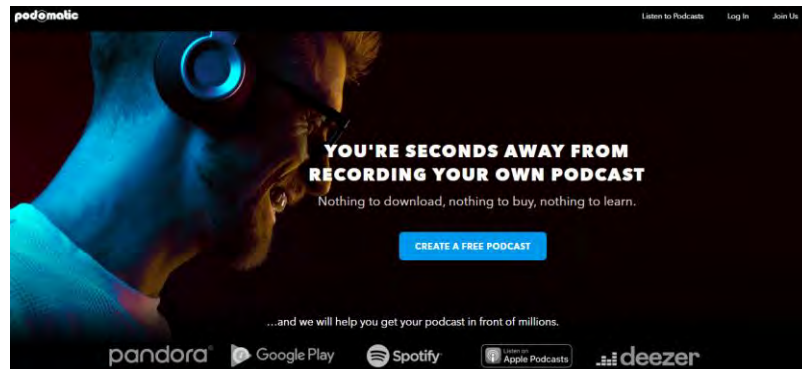 podomatic
Listen to Podcasts Log In Join Us
YOU'RE SECONDS AWAY FROM
RECORDING YOUR OWN PODCAST
Nothing to download, nothing to buy, nothing to learn.
CREATE A FREE PODCAST
...and we will help you get your podcast in front of millions.
pandora Google Play Spotify Listen on Apple Podcasts deezer